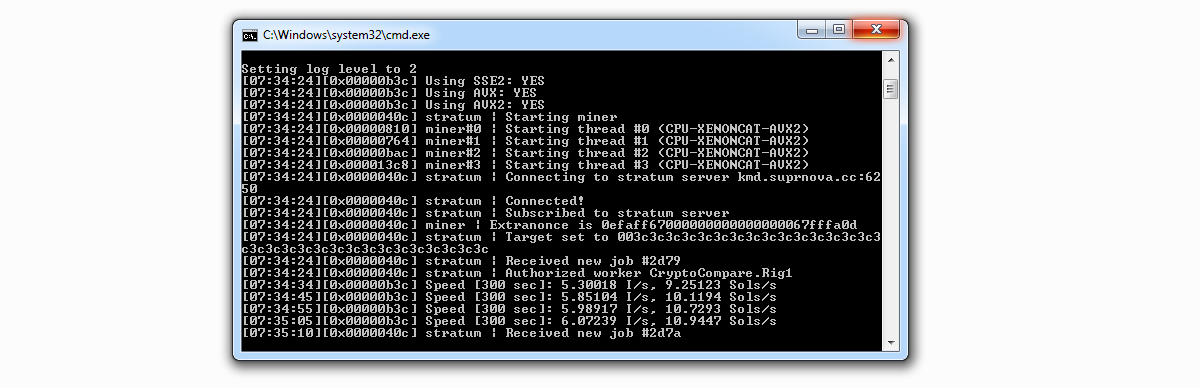 C:\Windows\system32\cmd.exe
Setting log level to 2
[07:34:24][0x00000b3c] Using SSE2: YES
[07:34:24][0x00000b3c] Using AVX: YES
[07:34:24][0x00000b3c] Using AVX2: YES
[07:34:24][0x0000040c] stratum ¦ Starting miner
[07:34:24][0x00000810] miner#0 ¦ Starting thread #0 (CPU-XENONCAT-AVX2)
[07:34:24][0x00000764] miner#1 ¦ Starting thread #1 (CPU-XENONCAT-AVX2)
[07:34:24][0x00000bac] miner#2 ¦ Starting thread #2 (CPU-XENONCAT-AVX2)
[07:34:24][0x000013c8] miner#3 ¦ Starting thread #3 (CPU-XENONCAT-AVX2)
[07:34:24][0x0000040c] stratum ¦ Connecting to stratum server kmd.suprnova.cc:62
50
[07:34:24][0x0000040c] stratum ¦ Connected!
[07:34:24][0x0000040c] stratum ¦ Subscribed to stratum server
[07:34:24][0x0000040c] miner ¦ Extranonce is 0efaff67000000000000000067fffa0d
[07:34:24][0x0000040c] stratum ¦ Target set to 003c3c3c3c3c3c3c3c3c3c3c3c3c3c3c3
c3c3c3c3c3c3c3c3c3c3c3c3c3c3c3c
[07:34:24][0x0000040c] stratum ¦ Received new job #2d79
[07:34:24][0x0000040c] stratum ¦ Authorized worker CryptoCompare.Rig1
[07:34:34][0x00000b3c] Speed [300 sec]: 5.30018 I/s, 9.25123 Sols/s
[07:34:45][0x00000b3c] Speed [300 sec]: 5.85104 I/s, 10.1194 Sols/s
[07:34:55][0x00000b3c] Speed [300 sec]: 5.98917 I/s, 10.7293 Sols/s
[07:35:05][0x00000b3c] Speed [300 sec]: 6.07239 I/s, 10.9447 Sols/s
[07:35:10][0x0000040c] stratum ¦ Received new job #2d7a